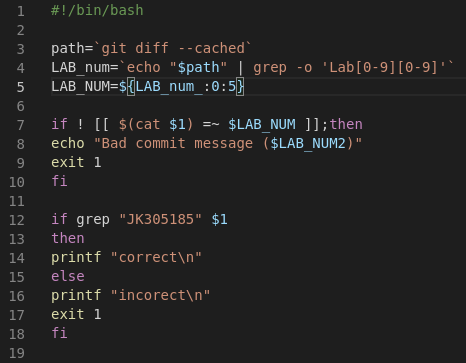 1 #!/bin/bash
2
3 path=`git diff --cached`
4 LAB_num=`echo "$path" | grep -o 'Lab[0-9][0-9]'`
5 LAB_NUM=${LAB_num_:0:5}
6
7 if ! [[ $(cat $1) =~ $LAB_NUM ]];then
8 echo "Bad commit message ($LAB_NUM2)"
9 exit 1
10 fi
11
12 if grep "JK305185" $1
13 then
14 printf "correct\n"
15 else
16 printf "incorect\n"
17 exit 1
18 fi
19